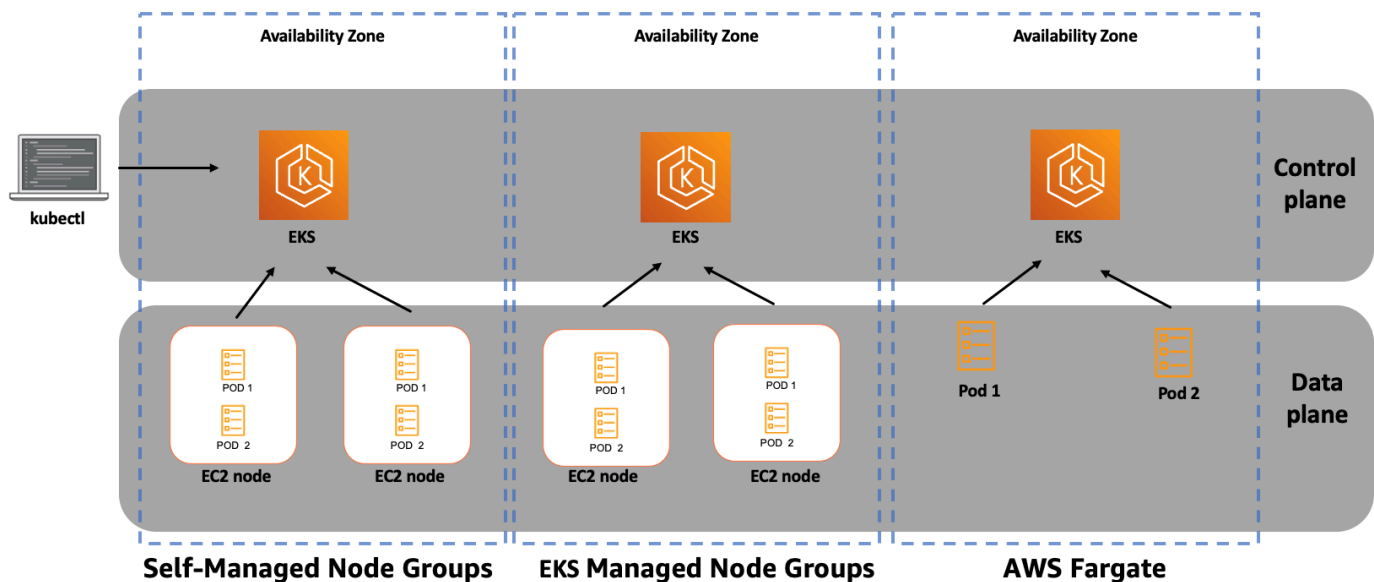 Availability Zone
Availability Zone
Availability Zone
kubectl
K
EKS
K
EKS
K
EKS
Control
plane
POD 1
POD 2
EC2 node
POD 1
POD 2
EC2 node
POD 1
POD 2
EC2 node
POD 1
POD 2
EC2 node
Pod 1
Pod 2
Data
plane
Self-Managed Node Groups
EKS Managed Node Groups
AWS Fargate